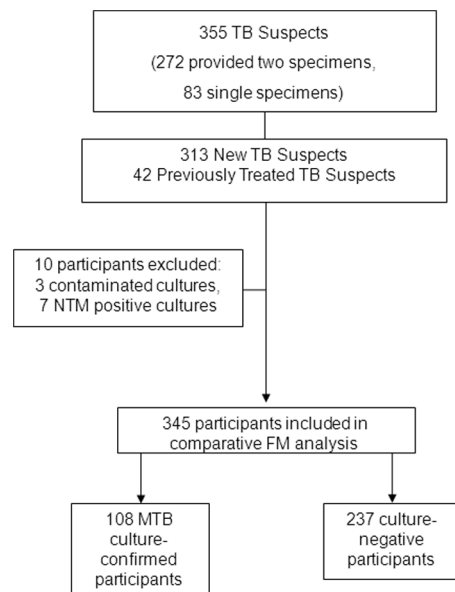 355 TB Suspects
(272 provided two specimens,
83 single specimens)
313 New TB Suspects
42 Previously Treated TB Suspects
10 participants excluded:
3 contaminated cultures,
7 NTM positive cultures
345 participants included in
comparative FM analysis
108 MTB
culture-
confirmed
participants
237 culture-
negative
participants